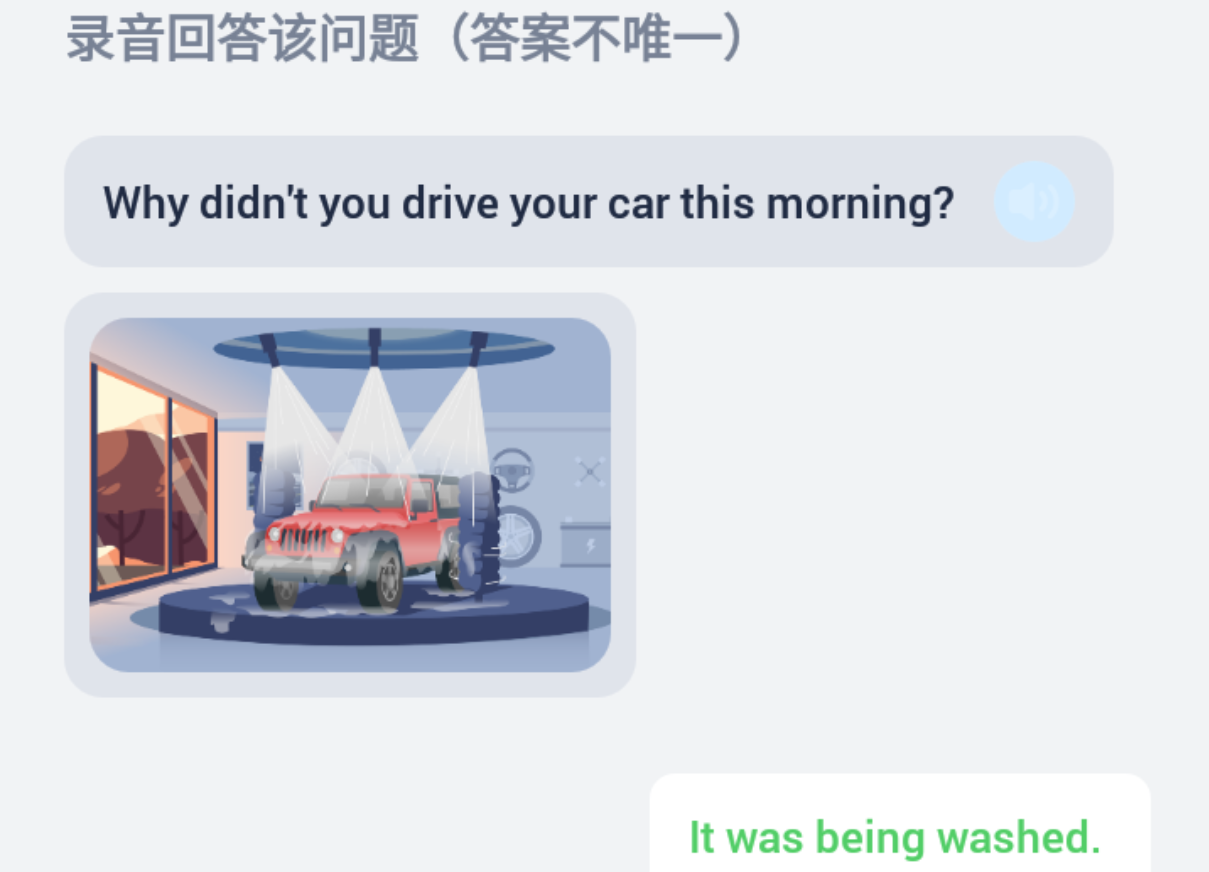 录音回答该问题（答案不唯一）
Why didn't you drive your car this morning?
It was being washed.